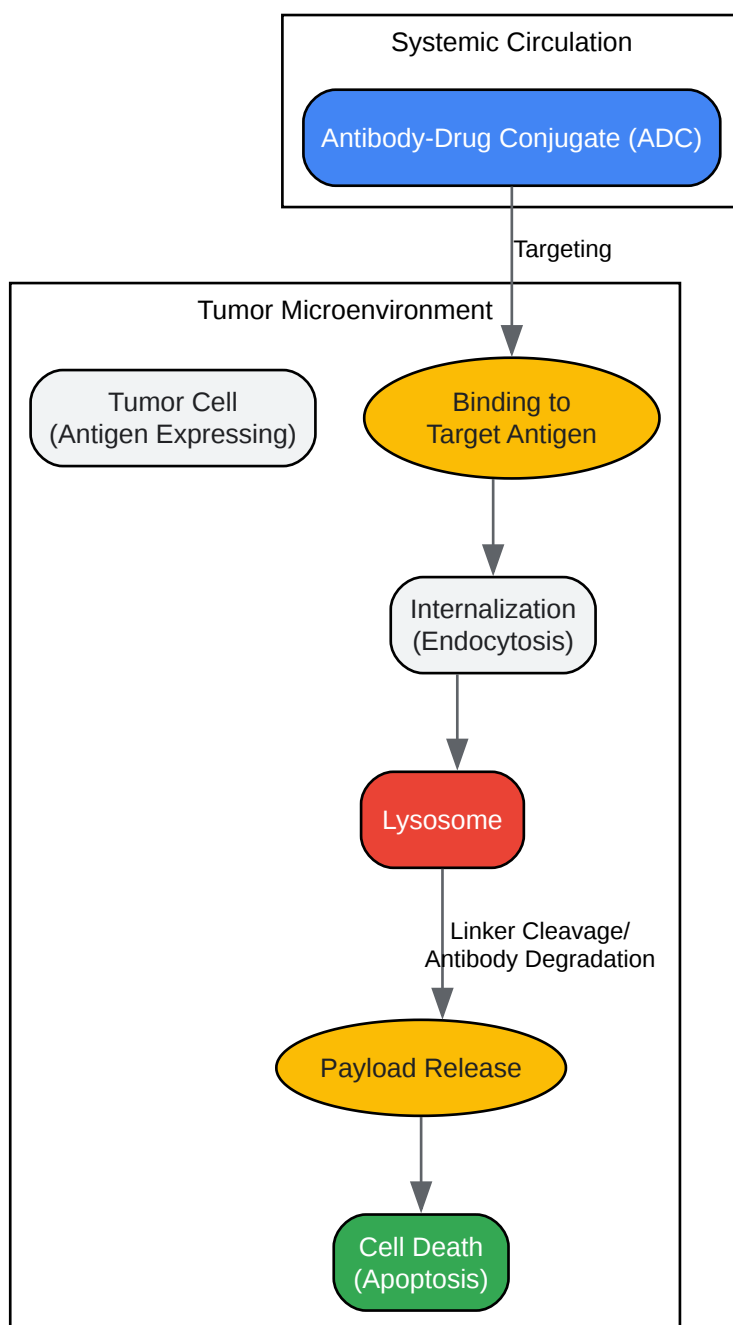 Systemic Circulation
Antibody-Drug Conjugate (ADC)
Targeting
Tumor Microenvironment
Tumor Cell
(Antigen Expressing)
Binding to
Target Antigen
Internalization
(Endocytosis)
Lysosome
Linker Cleavage/
Antibody Degradation
Payload Release
Cell Death
(Apoptosis)